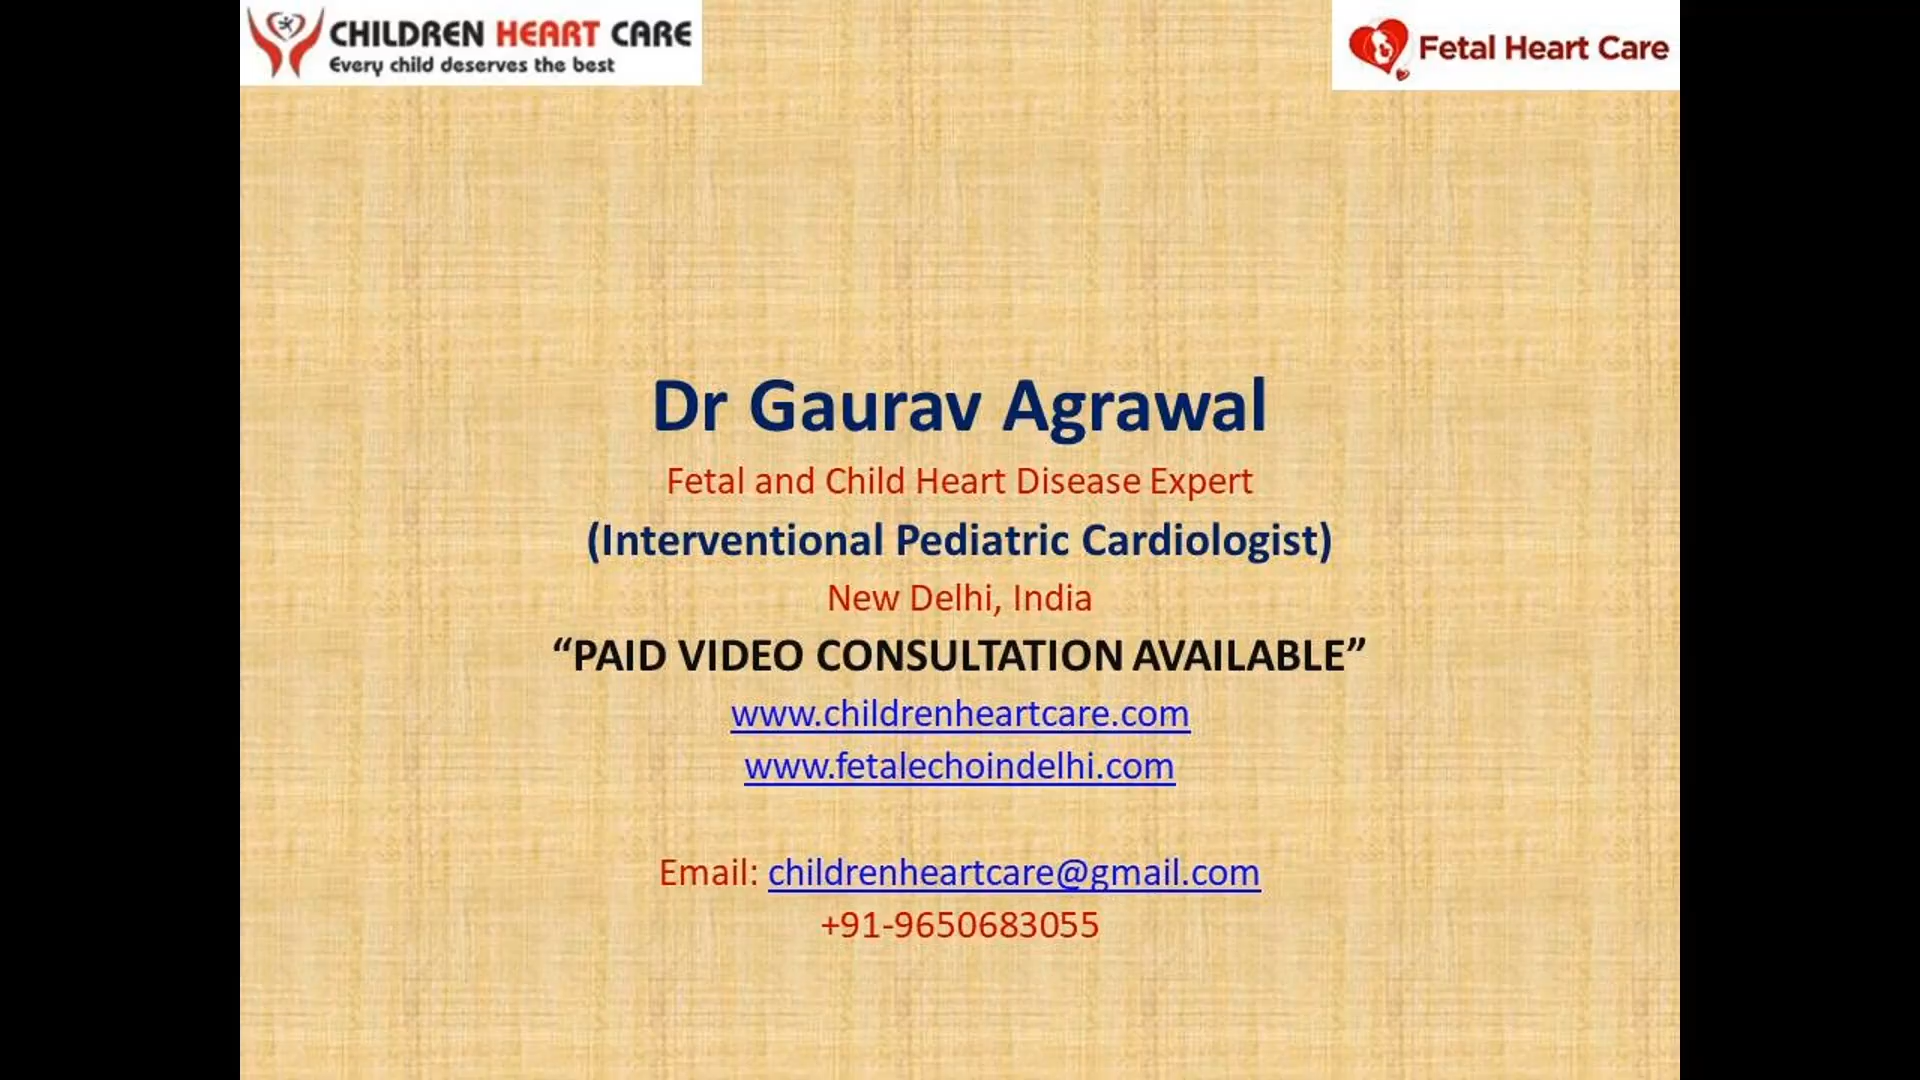 CHILDREN HEART CARE
Every child deserves the best
Fetal Heart Care
Dr Gaurav Agrawal
Fetal and Child Heart Disease Expert
(Interventional Pediatric Cardiologist)
New Delhi, India
“PAID VIDEO CONSULTATION AVAILABLE”
www.childrenheartcare.com
www.fetalechoindelhi.com
Email: childrenheartcare@gmail.com
+91-9650683055